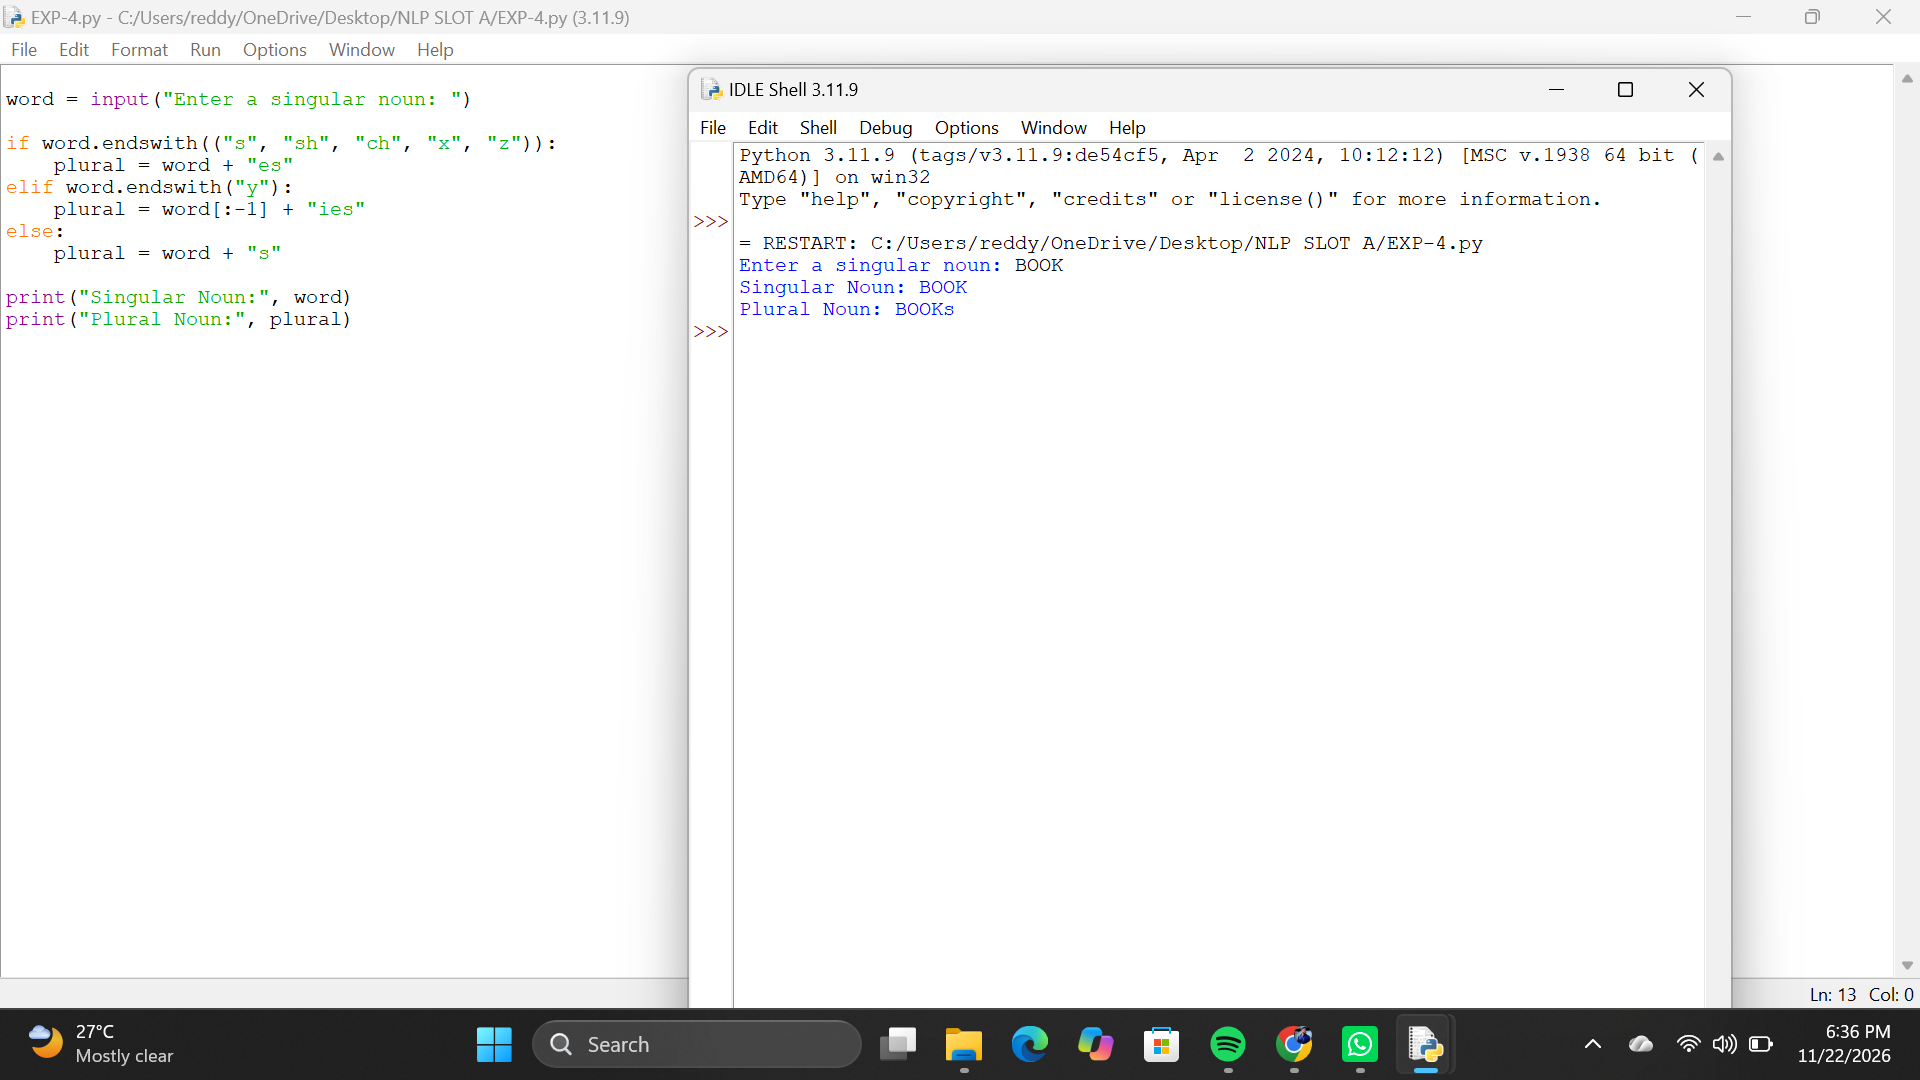 EXP-4.py - C:/Users/reddy/OneDrive/Desktop/NLP SLOT A/EXP-4.py (3.11.9)
File Edit Format Run Options Window Help
word = input("Enter a singular noun: ")
if word.endswith(("s", "sh", "ch", "x", "z")):
    plural = word + "es"
elif word.endswith("y"):
    plural = word[:-1] + "ies"
else:
    plural = word + "s"
print("Singular Noun:", word)
print("Plural Noun:", plural)
IDLE Shell 3.11.9
File Edit Shell Debug Options Window Help
Python 3.11.9 (tags/v3.11.9:de54cf5, Apr  2 2024, 10:12:12) [MSC v.1938 64 bit (
AMD64)] on win32
Type "help", "copyright", "credits" or "license()" for more information.
>>>
= RESTART: C:/Users/reddy/OneDrive/Desktop/NLP SLOT A/EXP-4.py
Enter a singular noun: BOOK
Singular Noun: BOOK
Plural Noun: BOOKs
>>>
Ln: 13 Col: 0
27°C
Mostly clear
Search
6:36 PM
11/22/2026